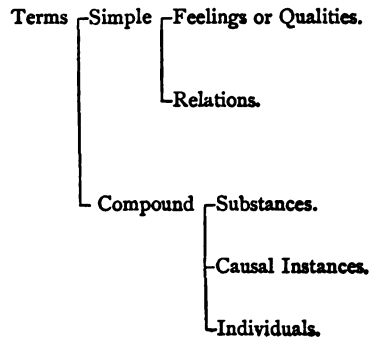 Terms Simple Feelings or Qualities.
Relations.
Compound Substances.
Causal Instances.
Individuals.